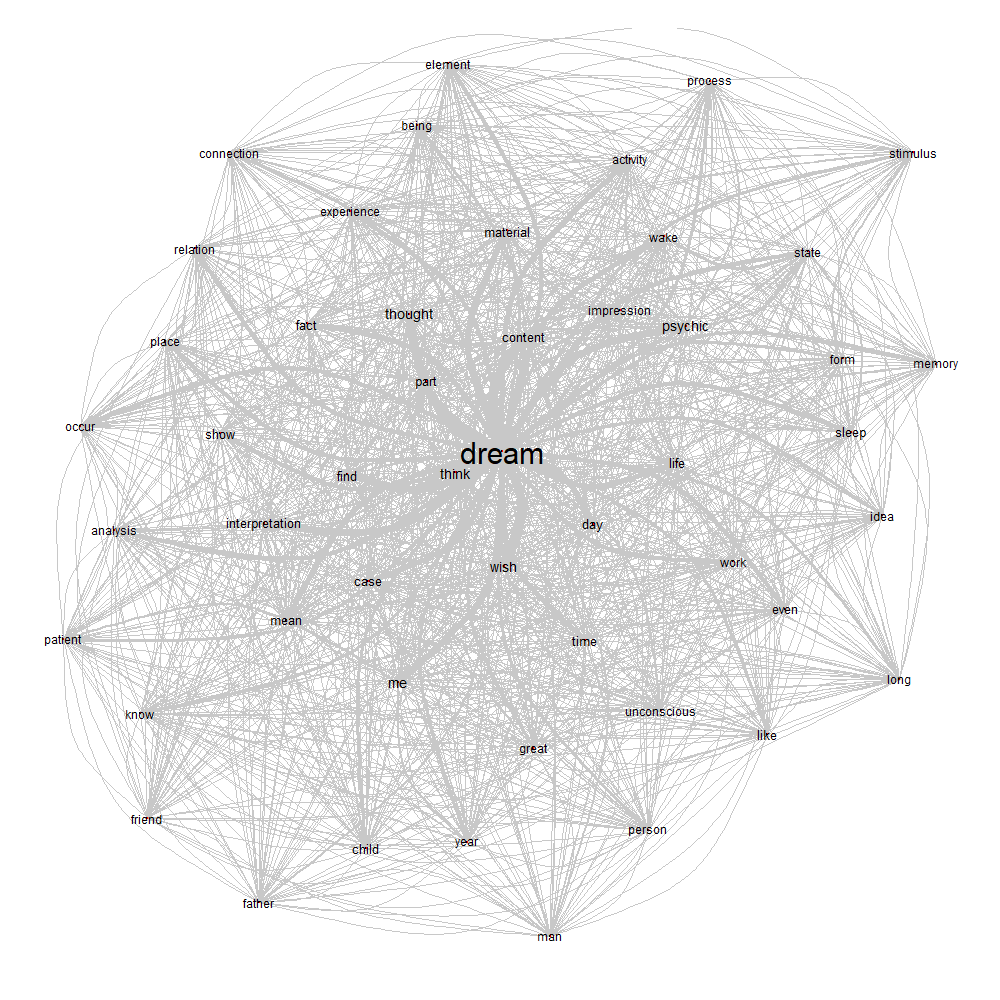 element
process
being
connection
stimulus
activity
experience
material
wake
relation
state
impression
thought
fact
psychic
content
place
form
memory
part
occur
sleep
show
dream
life
think
find
idea
interpretation
day
analysis
work
wish
case
even
mean
patient
time
long
me
unconscious
know
like
great
friend
person
year
child
father
man